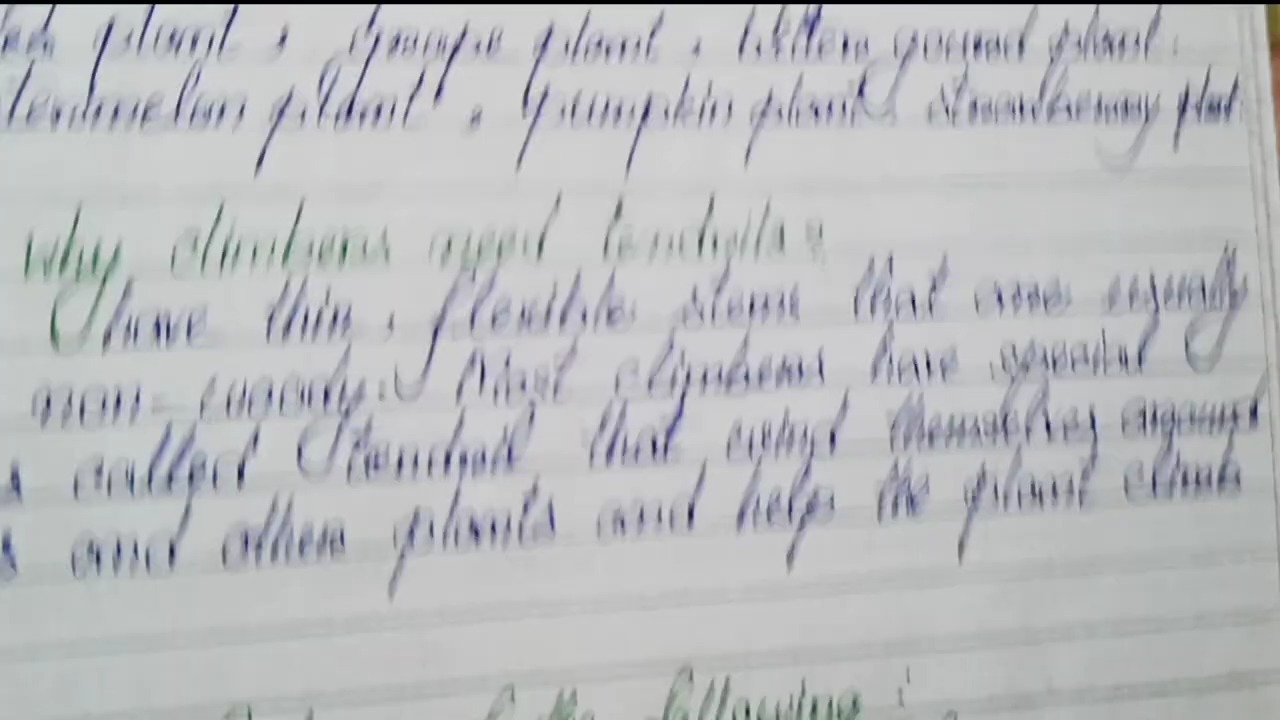 plant, Grape plant, bitter gourd plant.
termelon plant, pumpkin plant, strawberry plant
Why climbers need tendrils?
have thin, flexible stems that are usually
non-woody. Most climbers have special
s called tendril that wind themselves around
s and other plants and help the plant climb
the following: